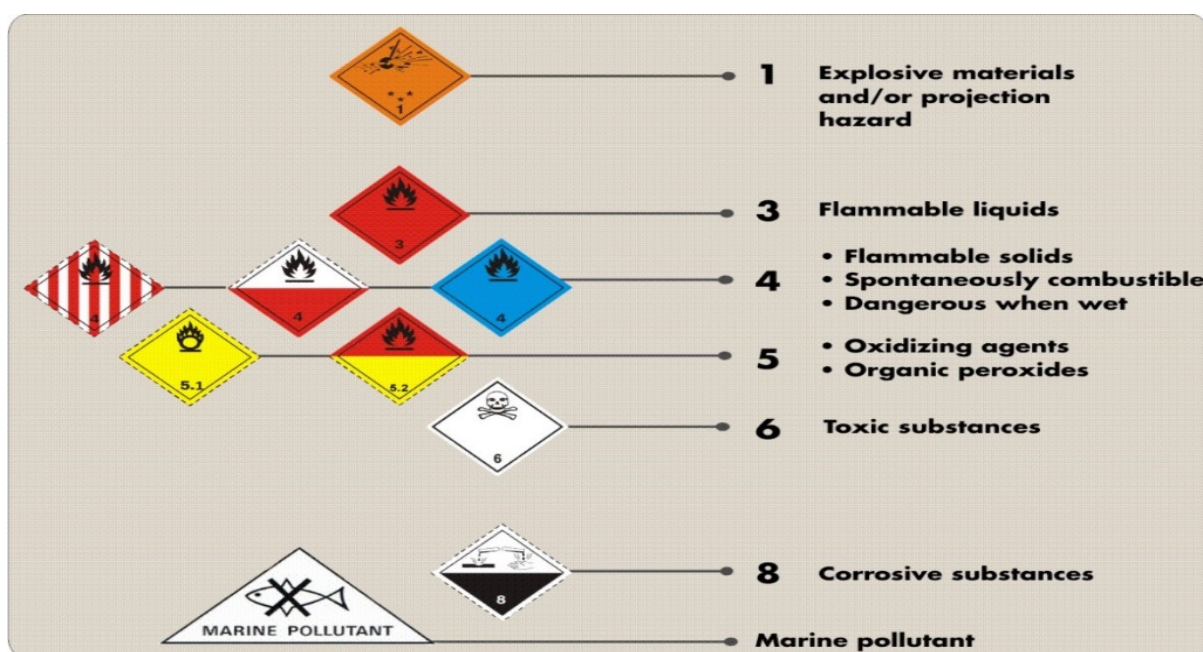 1
1 Explosive materials
and/or projection
hazard
3
3 Flammable liquids
4
4
4
4 • Flammable solids
• Spontaneously combustible
• Dangerous when wet
5.1
5.2
5 • Oxidizing agents
• Organic peroxides
6
6 Toxic substances
8
8 Corrosive substances
MARINE POLLUTANT
Marine pollutant